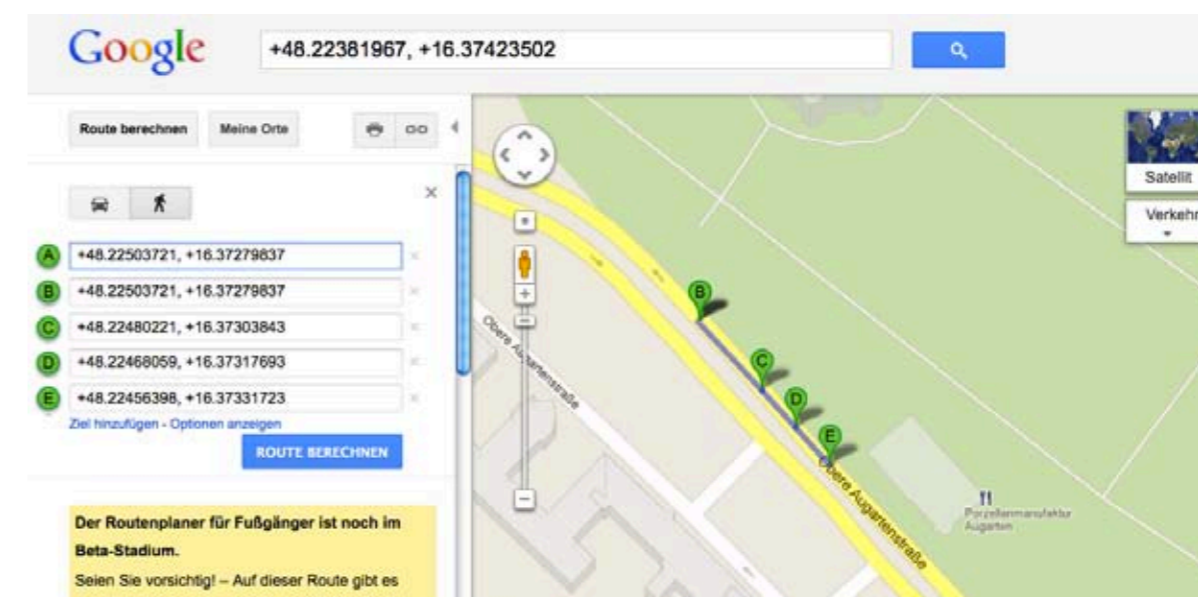 Google
+48.22381967, +16.37423502
Route berechnen
Meine Orte
Satellit
Verkehr
A +48.22503721, +16.37279837
B +48.22503721, +16.37279837
C +48.22480221, +16.37303843
D +48.22468059, +16.37317693
E +48.22456398, +16.37331723
Ziel hinzufügen - Optionen anzeigen
ROUTE BERECHNEN
Der Routenplaner für Fußgänger ist noch im
Beta-Stadium.
Seien Sie vorsichtig! – Auf dieser Route gibt es
B
C
D
E
Obere Augartenstraße
Obere Augartenstraße
Porzellanmanufaktur
Augarten